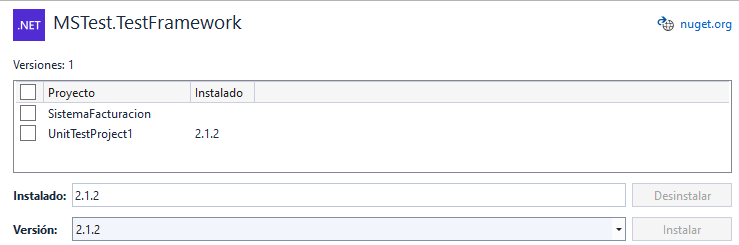 .NET MSTest.TestFramework nuget.org
Versiones: 1
Proyecto Instalado
SistemaFacturacion
UnitTestProject1 2.1.2
Instalado: 2.1.2 Desinstalar
Versión: 2.1.2 Instalar